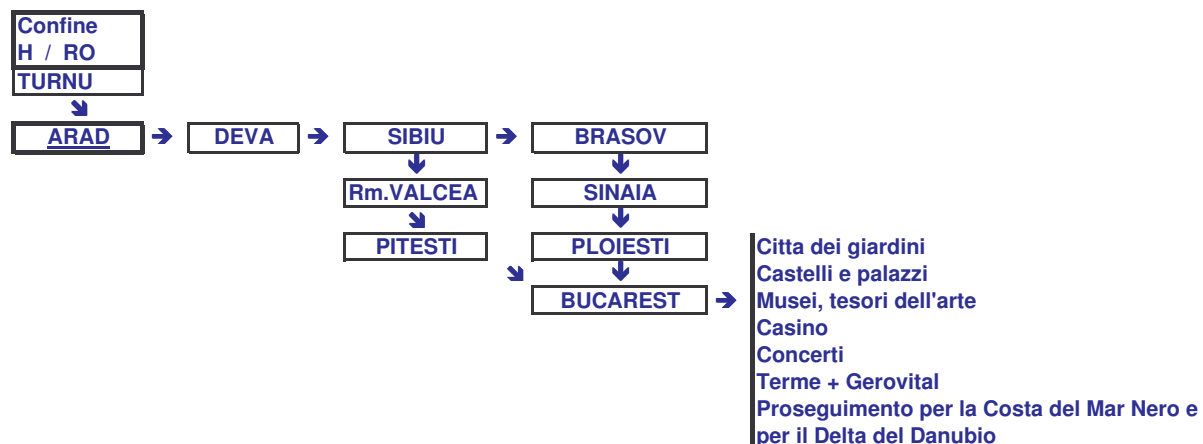 Confine
H / RO
TURNU
ARAD DEVA SIBIU BRASOV
Rm.VALCEA SINAIA
PITESTI PLOIESTI Citta dei giardini
Castelli e palazzi
BUCAREST Musei, tesori dell'arte
Casino
Concerti
Terme + Gerovital
Proseguimento per la Costa del Mar Nero e
per il Delta del Danubio